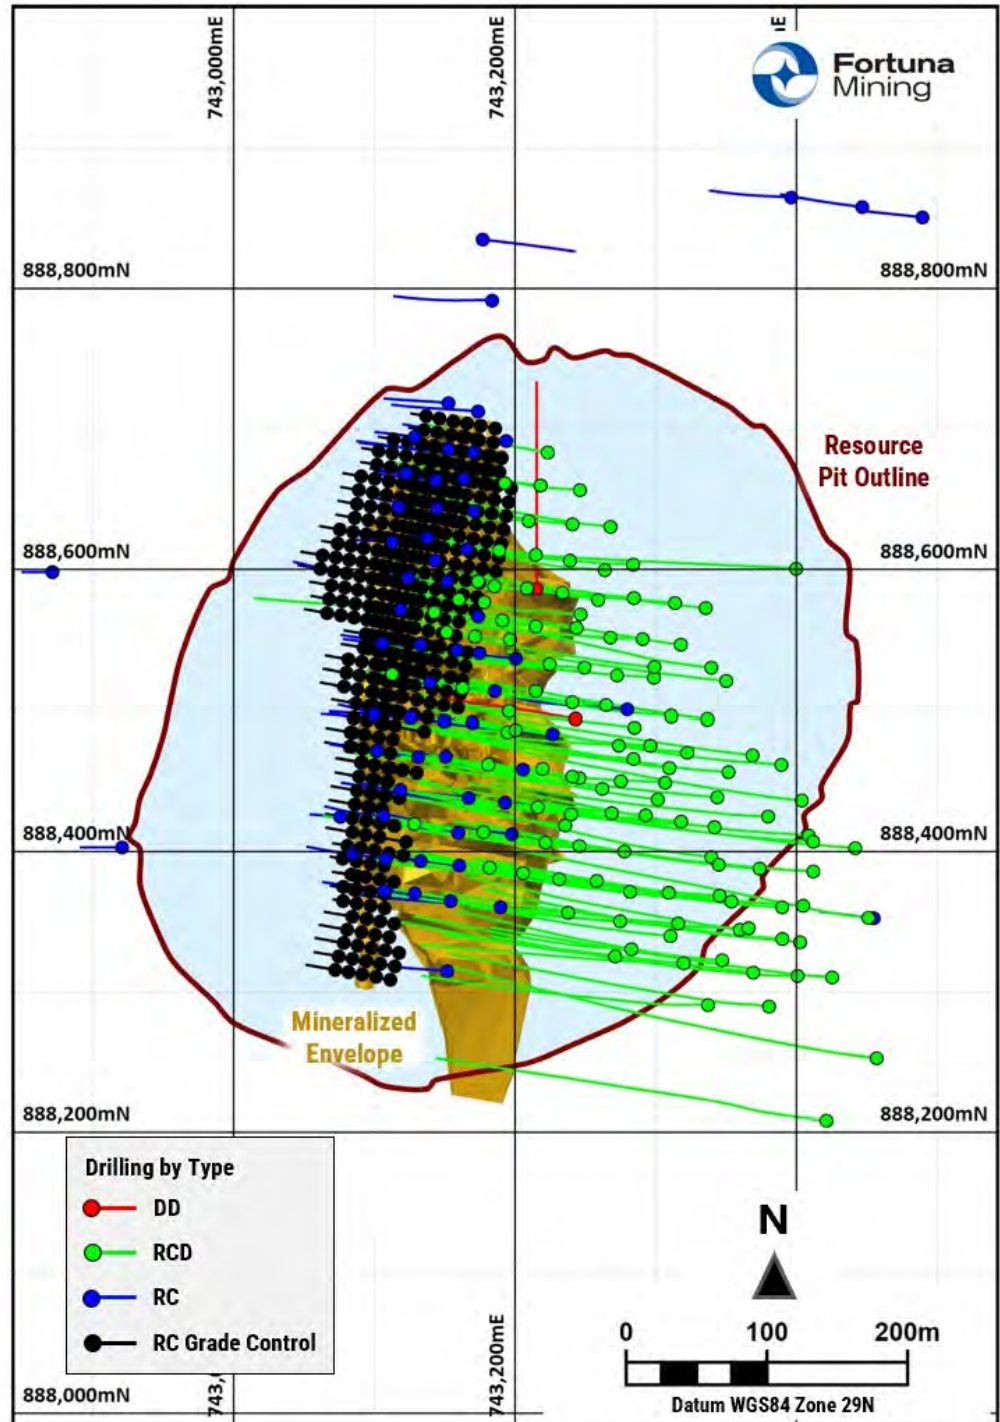 743,000mE
743,200mE
E
Fortuna
Mining
888,800mN
888,800mN
Resource
Pit Outline
888,600mN
888,600mN
888,400mN
888,400mN
Mineralized
Envelope
888,200mN
888,200mN
Drilling by Type
DD
RCD
RC
RC Grade Control
N
0 100 200m
Datum WGS84 Zone 29N
743,0
743,200mE
888,000mN